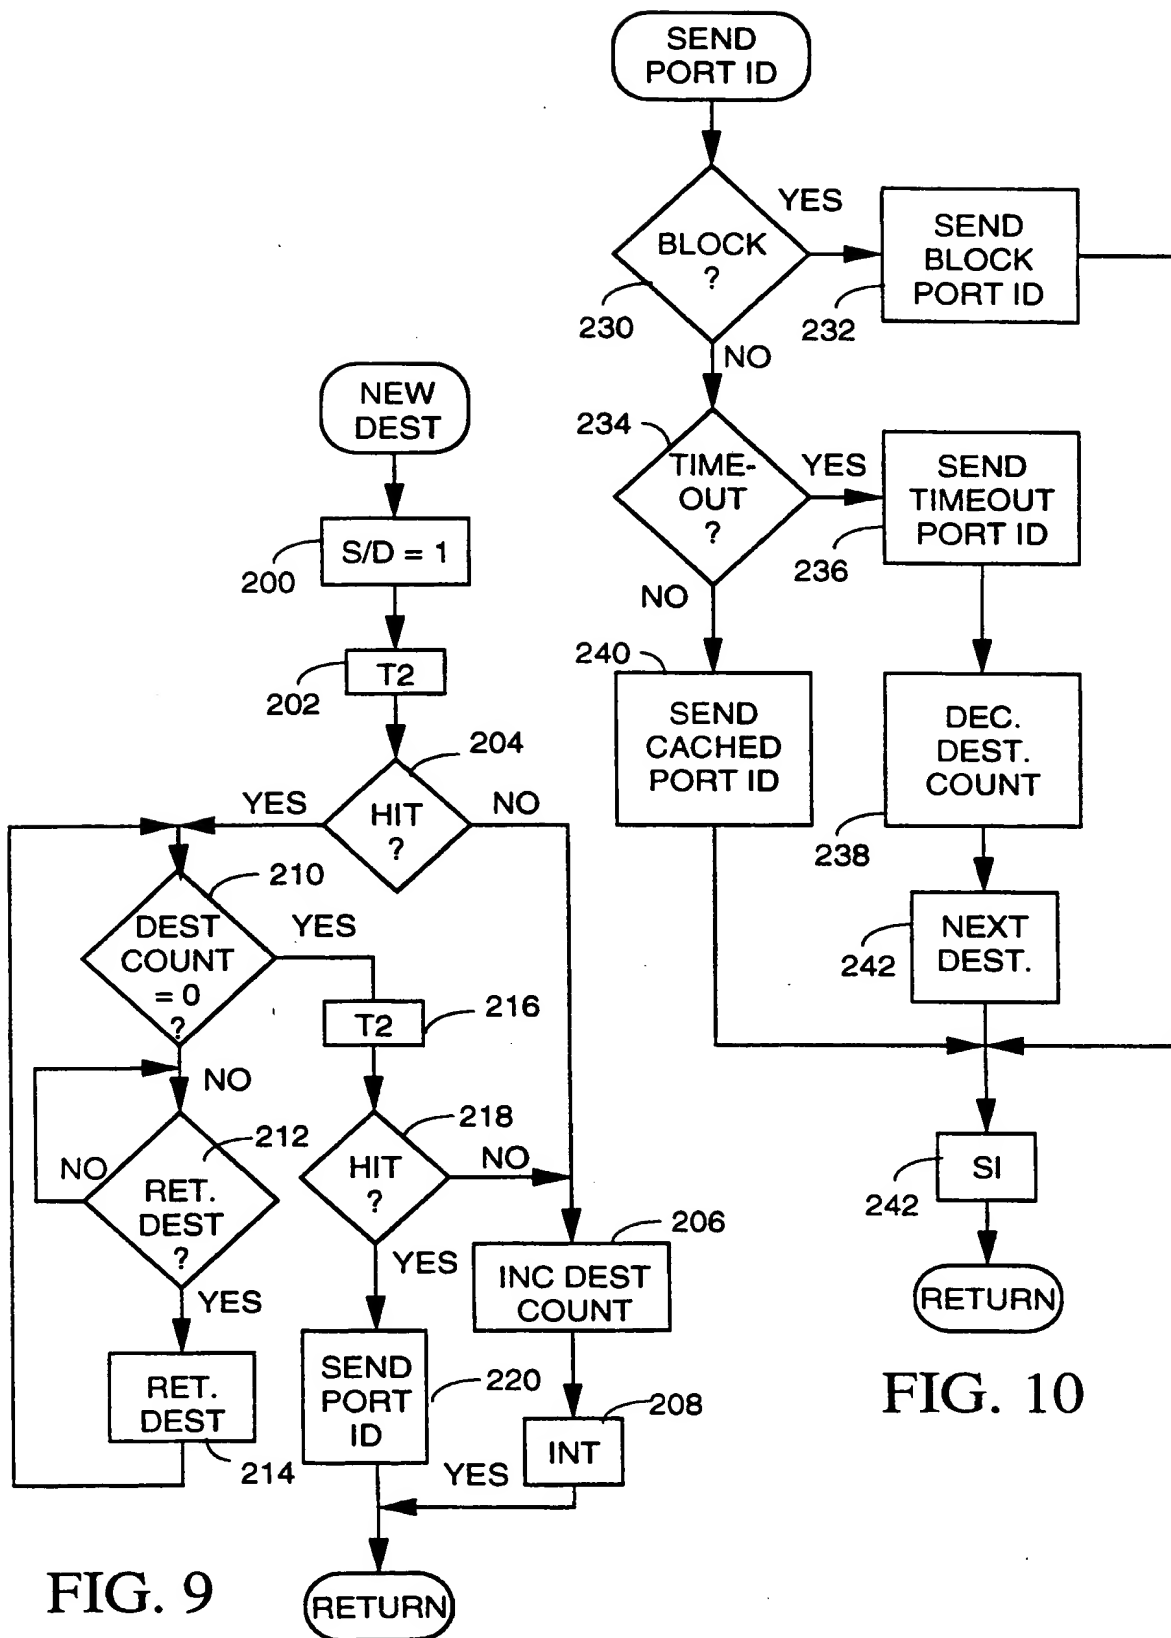 SEND
PORT ID
BLOCK
?
YES
230
SEND
BLOCK
PORT ID
232
NO
234
TIME-
OUT
?
YES
SEND
TIMEOUT
PORT ID
236
NO
240
SEND
CACHED
PORT ID
DEC.
DEST.
COUNT
238
NEXT
DEST.
242
SI
242
RETURN
FIG. 10
NEW
DEST
S/D = 1
200
T2
202
204
HIT
?
YES
NO
210
DEST
COUNT
= 0
?
YES
T2
216
NO
212
NO
RET.
DEST
?
YES
RET.
DEST
214
218
HIT
?
NO
YES
206
INC DEST
COUNT
SEND
PORT
ID
220
208
INT
YES
RETURN
FIG. 9